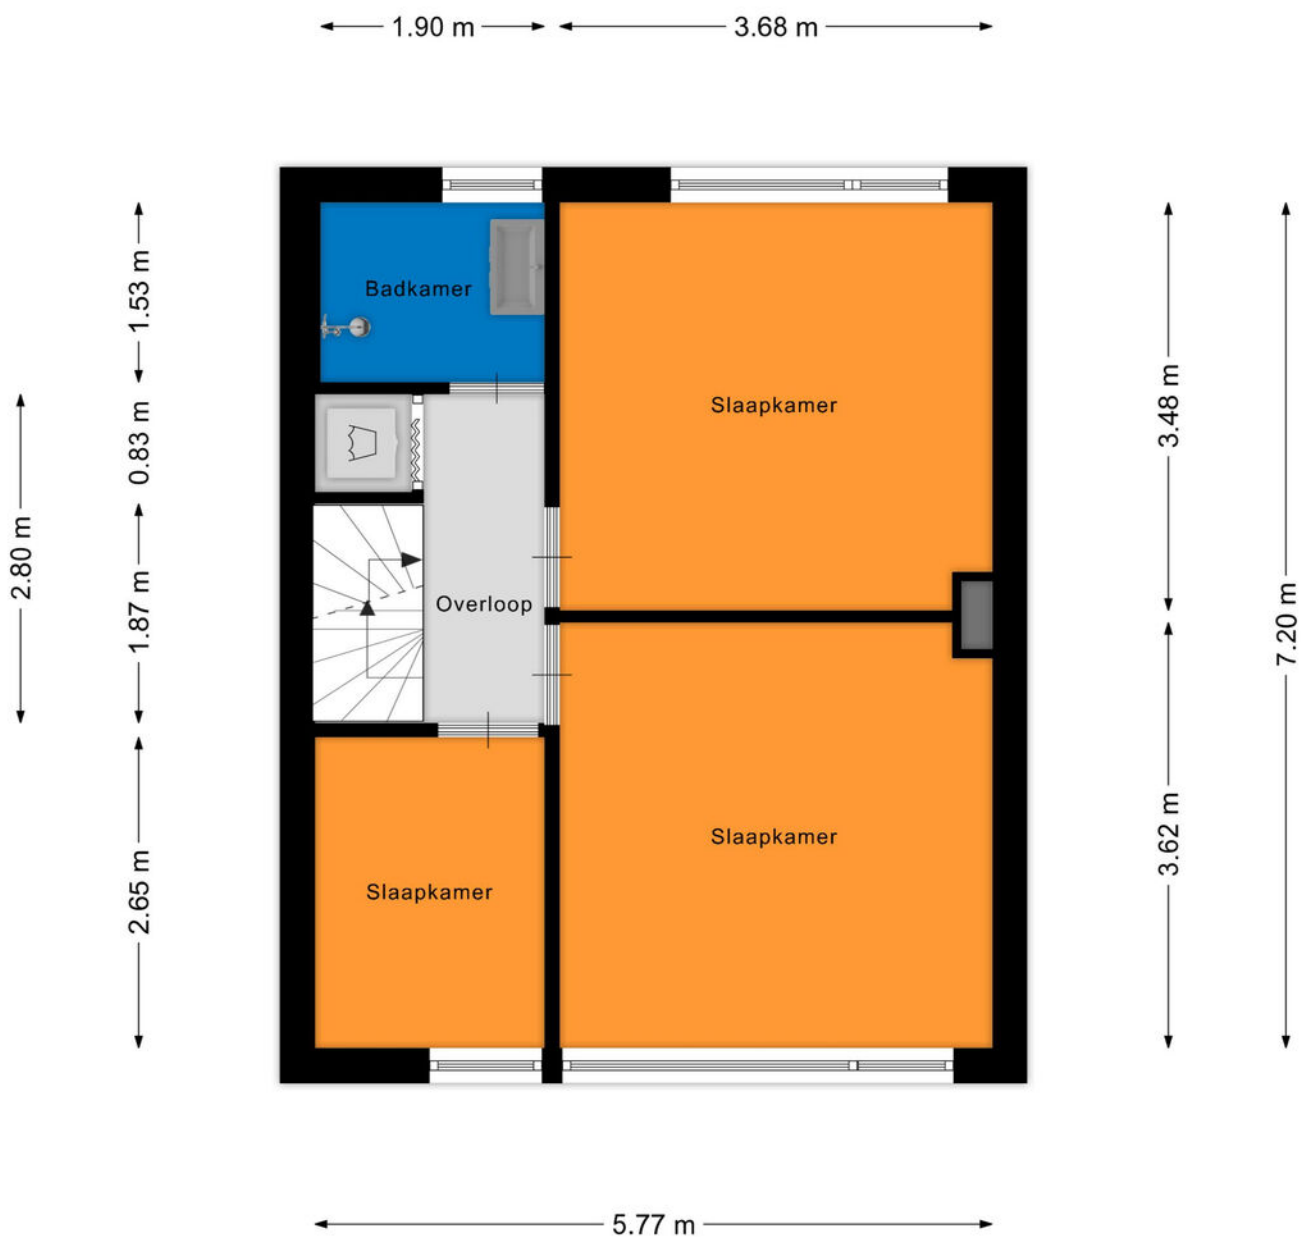 1.90 m
3.68 m
1.53 m
Badkamer
Slaapkamer
3.48 m
0.83 m
2.80 m
1.87 m
Overloop
7.20 m
2.65 m
Slaapkamer
Slaapkamer
3.62 m
5.77 m